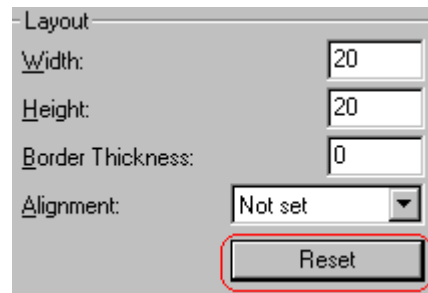 Layout
Width: 20
Height: 20
Border Thickness: 0
Alignment: Not set
Reset